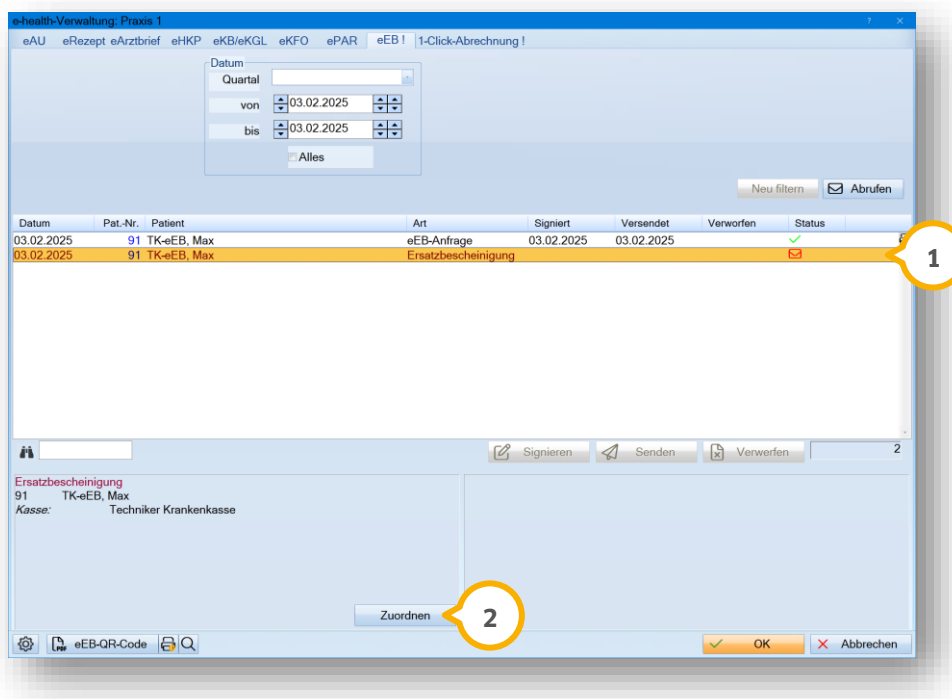 e-health-Verwaltung: Praxis 1 ? ×
eAU eRezept eArztbrief eHKP eKB/eKGL eKFO ePAR eEB ! 1-Click-Abrechnung !
Datum
Quartal
von 03.02.2025
bis 03.02.2025
Alles
Neu filtern Abrufen
Datum Pat.-Nr. Patient Art Signiert Versendet Verworfen Status
03.02.2025 91 TK-eEB, Max eEB-Anfrage 03.02.2025 03.02.2025
03.02.2025 91 TK-eEB, Max Ersatzbescheinigung
1
Signieren Senden Verwerfen 2
Ersatzbescheinigung
91 TK-eEB, Max
Kasse: Techniker Krankenkasse
Zuordnen
2
PDF eEB-QR-Code OK Abbrechen